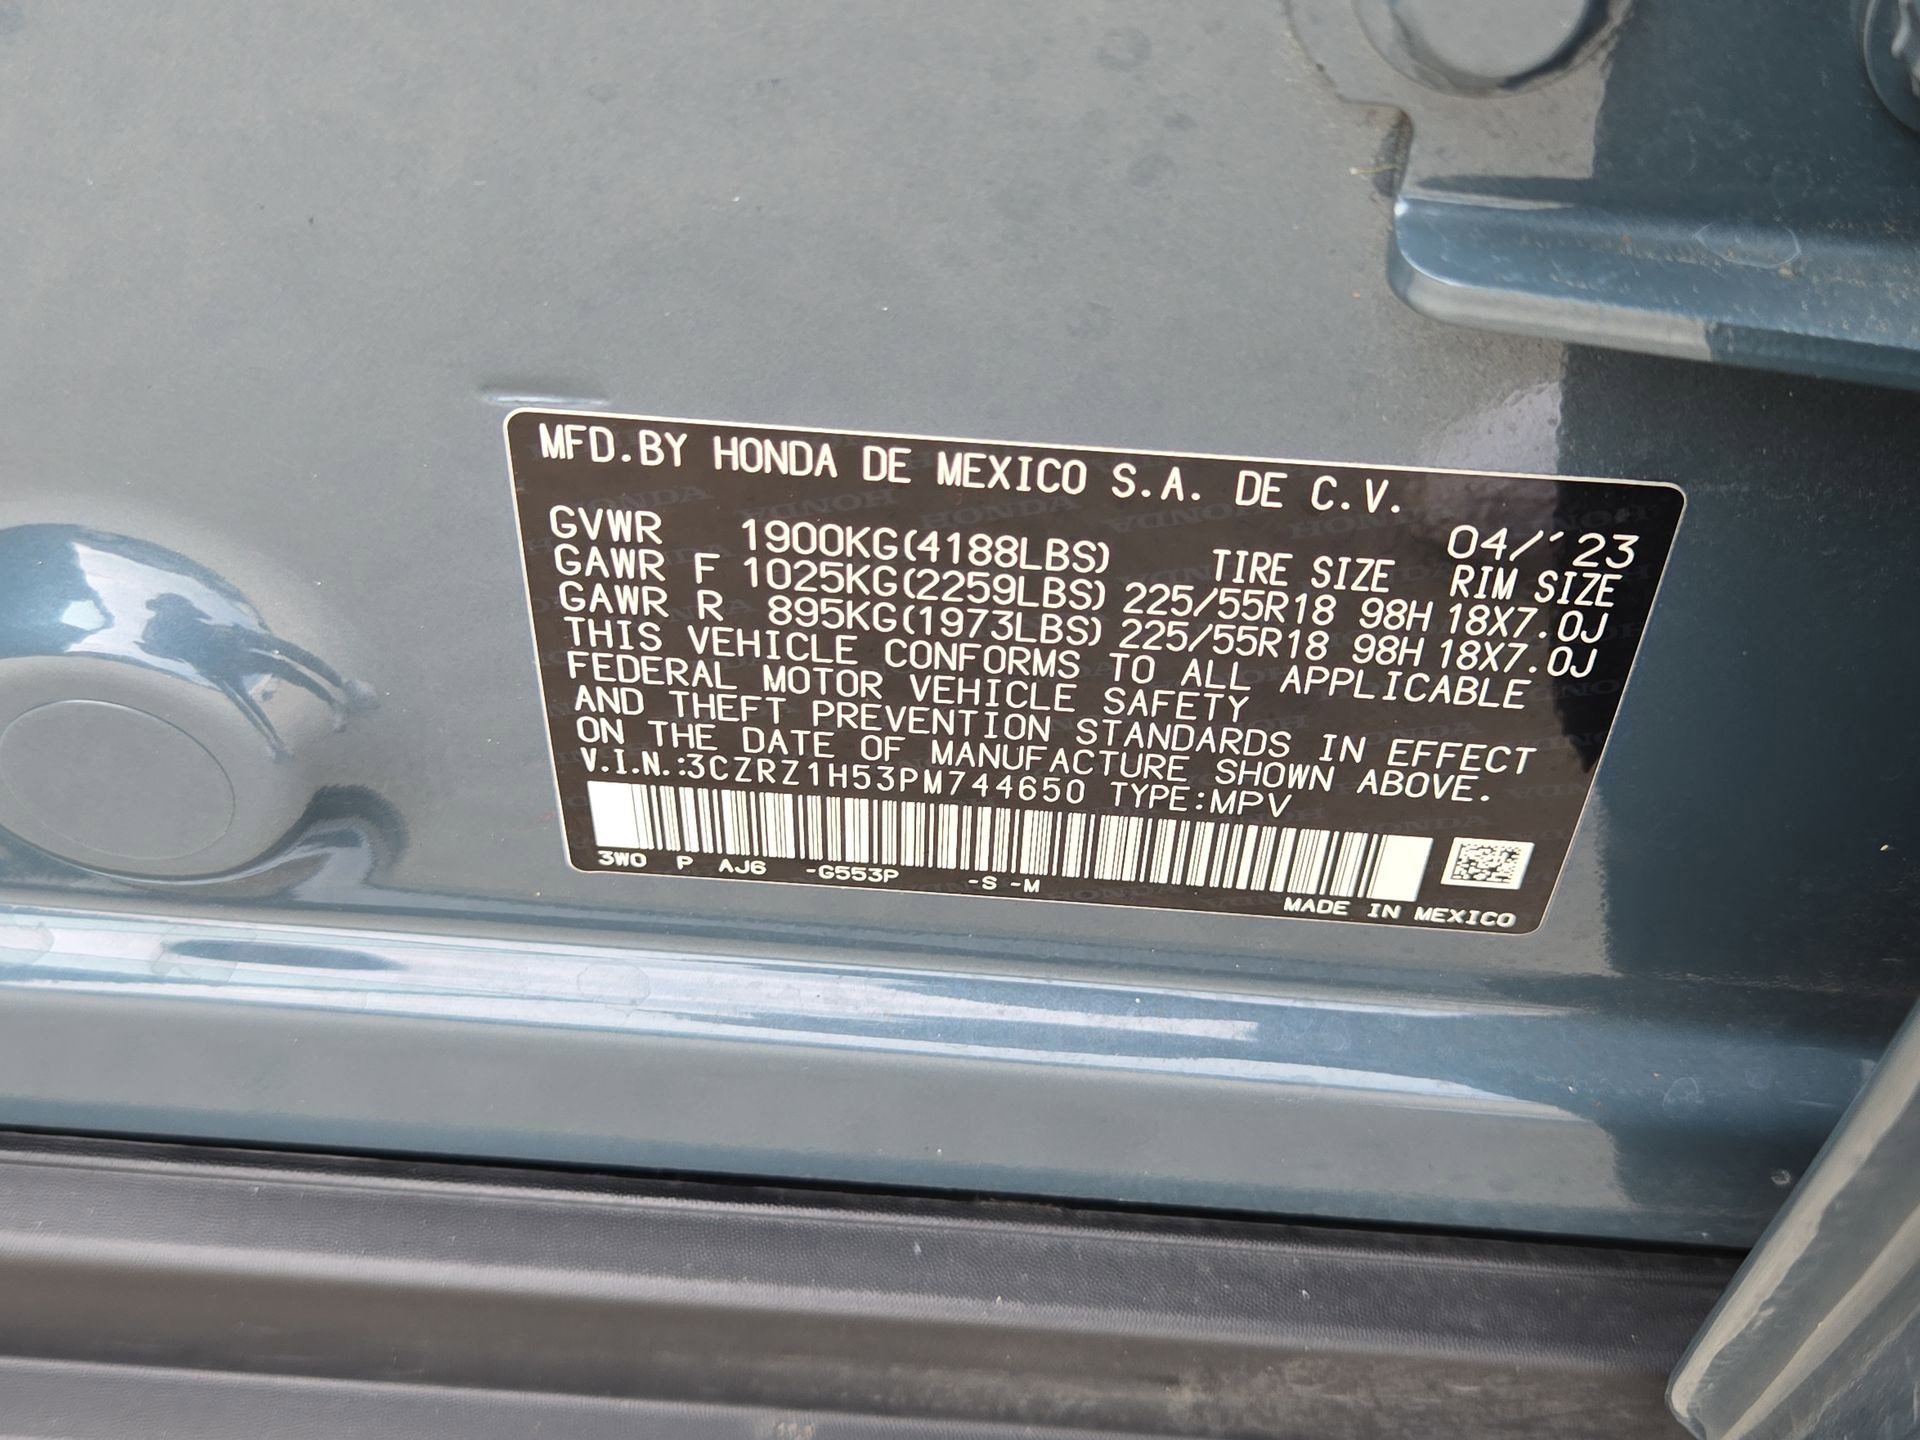 MFD.BY HONDA DE MEXICO S.A. DE C.V.
04/'23
GVWR 1900KG(4188LBS) TIRE SIZE RIM SIZE
GAWR F 1025KG(2259LBS) 225/55R18 98H 18X7.0J
GAWR R 895KG(1973LBS) 225/55R18 98H 18X7.0J
THIS VEHICLE CONFORMS TO ALL APPLICABLE
FEDERAL MOTOR VEHICLE SAFETY
AND THEFT PREVENTION STANDARDS IN EFFECT
ON THE DATE OF MANUFACTURE SHOWN ABOVE.
V.I.N.:3CZRZ1H53PM744650 TYPE:MPV
3W0 P AJ6 -G553P -S -M
MADE IN MEXICO